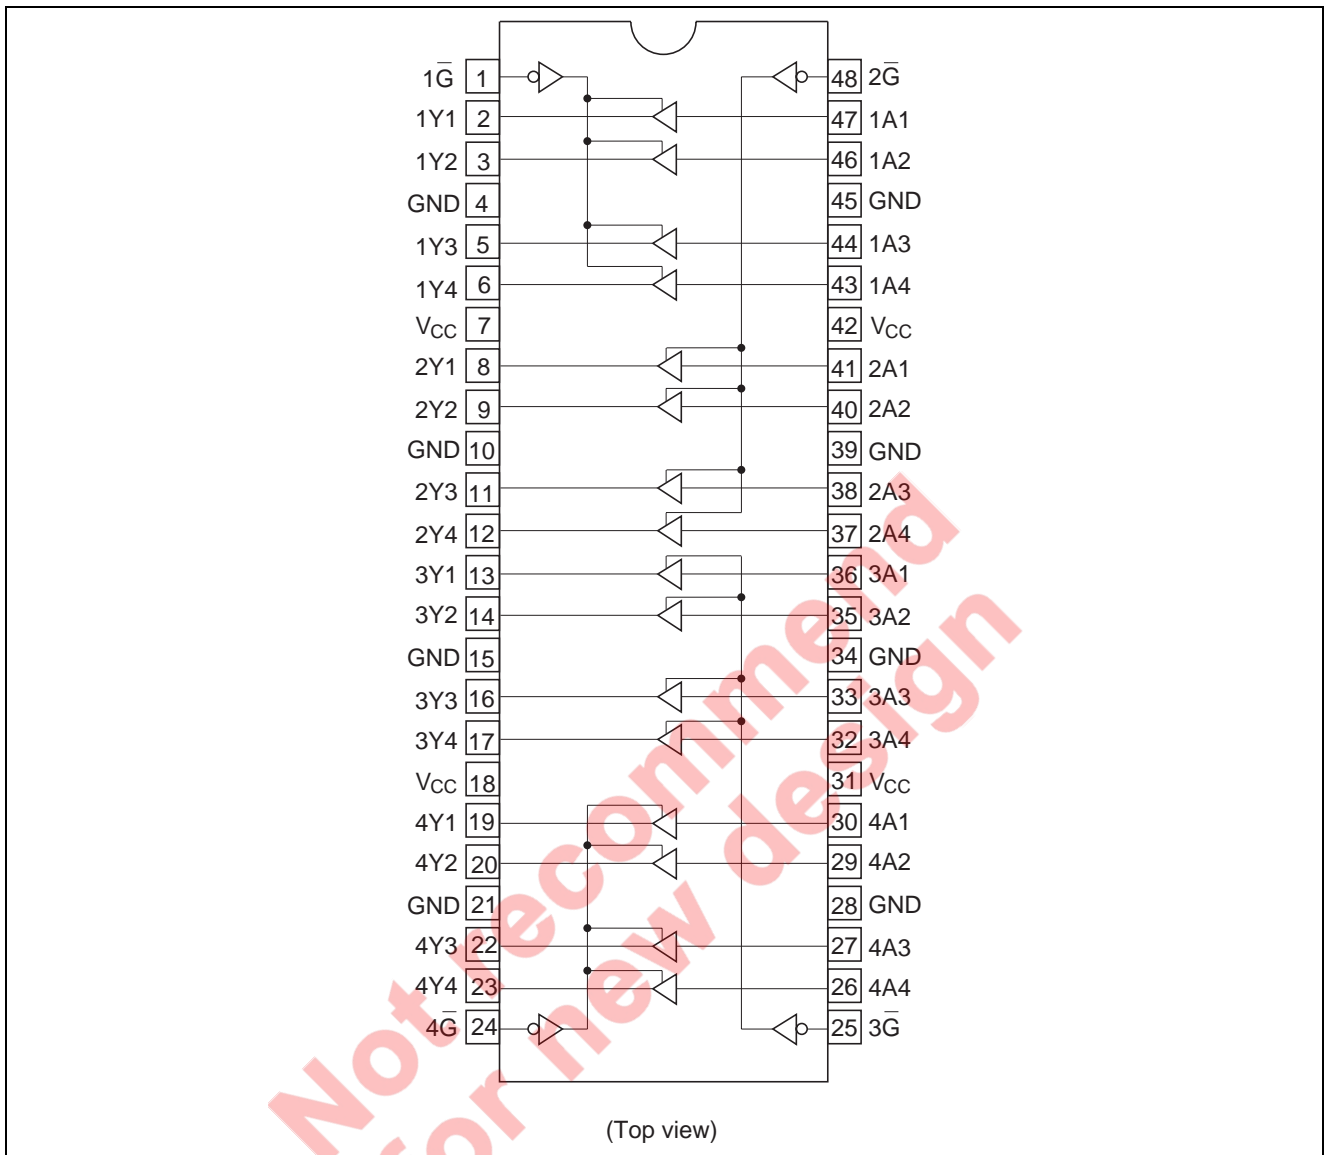 1G̅ 1 48 2G̅
1Y1 2 47 1A1
1Y2 3 46 1A2
GND 4 45 GND
1Y3 5 44 1A3
1Y4 6 43 1A4
VCC 7 42 VCC
2Y1 8 41 2A1
2Y2 9 40 2A2
GND 10 39 GND
2Y3 11 38 2A3
2Y4 12 37 2A4
3Y1 13 36 3A1
3Y2 14 35 3A2
GND 15 34 GND
3Y3 16 33 3A3
3Y4 17 32 3A4
VCC 18 31 VCC
4Y1 19 30 4A1
4Y2 20 29 4A2
GND 21 28 GND
4Y3 22 27 4A3
4Y4 23 26 4A4
4G̅ 24 25 3G̅
(Top view)
Not recommend
for new design